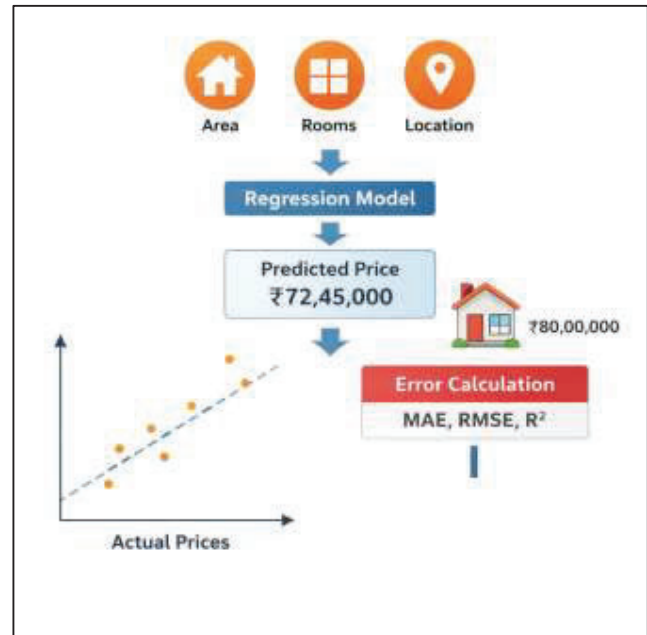 Area Rooms Location
Regression Model
Predicted Price
₹72,45,000
₹80,00,000
Error Calculation
MAE, RMSE, R²
Actual Prices